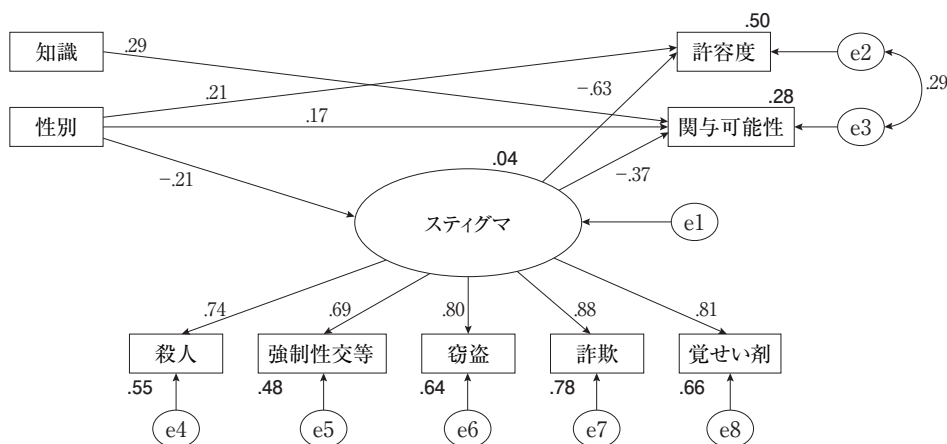 .50
知識
.29
許容度
e2
.21
−.63
.29
.28
性別
.17
関与可能性
e3
.04
−.21
−.37
スティグマ
e1
.74
.69
.80
.88
.81
殺人
強制性交等
窃盗
詐欺
覚せい剤
.55
.48
.64
.78
.66
e4
e5
e6
e7
e8